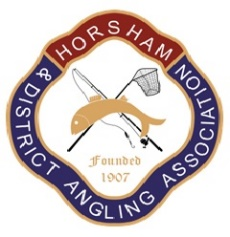 HORSHAM
& DISTRICT ANGLING ASSOCIATION
Founded
1907